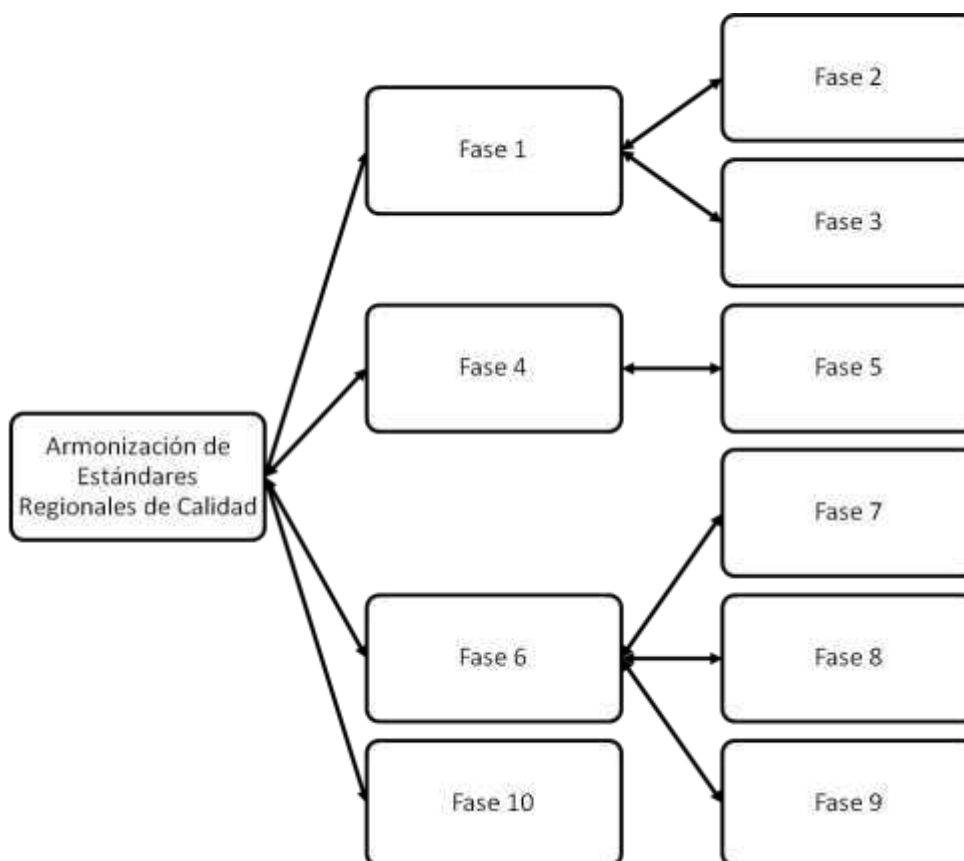 Fase 2
Fase 1
Fase 3
Fase 4
Fase 5
Armonización de
Estándares
Regionales de Calidad
Fase 7
Fase 6
Fase 8
Fase 10
Fase 9